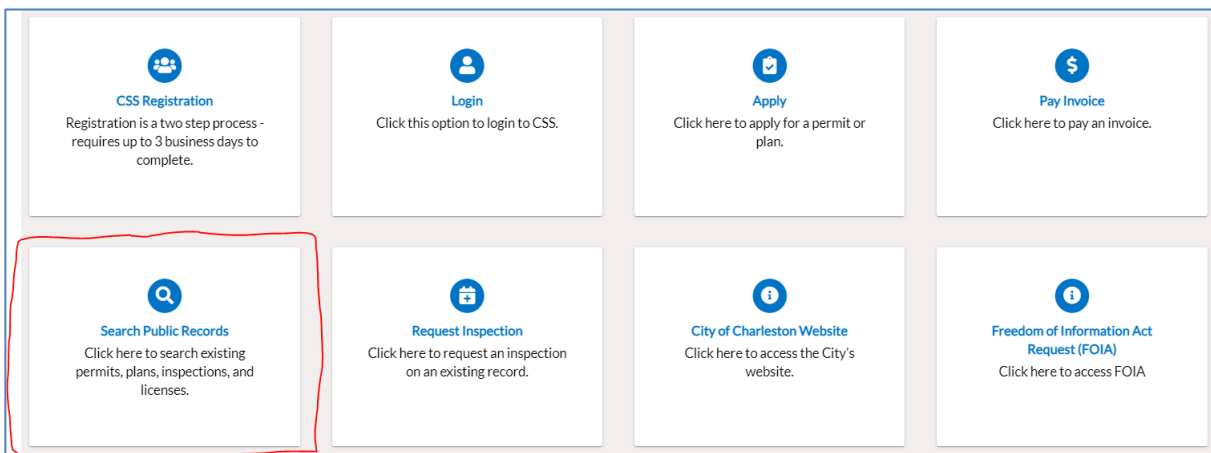 CSS Registration
Registration is a two step process -
requires up to 3 business days to
complete.
Login
Click this option to login to CSS.
Apply
Click here to apply for a permit or
plan.
Pay Invoice
Click here to pay an invoice.
Search Public Records
Click here to search existing
permits, plans, inspections, and
licenses.
Request Inspection
Click here to request an inspection
on an existing record.
City of Charleston Website
Click here to access the City's
website.
Freedom of Information Act
Request (FOIA)
Click here to access FOIA